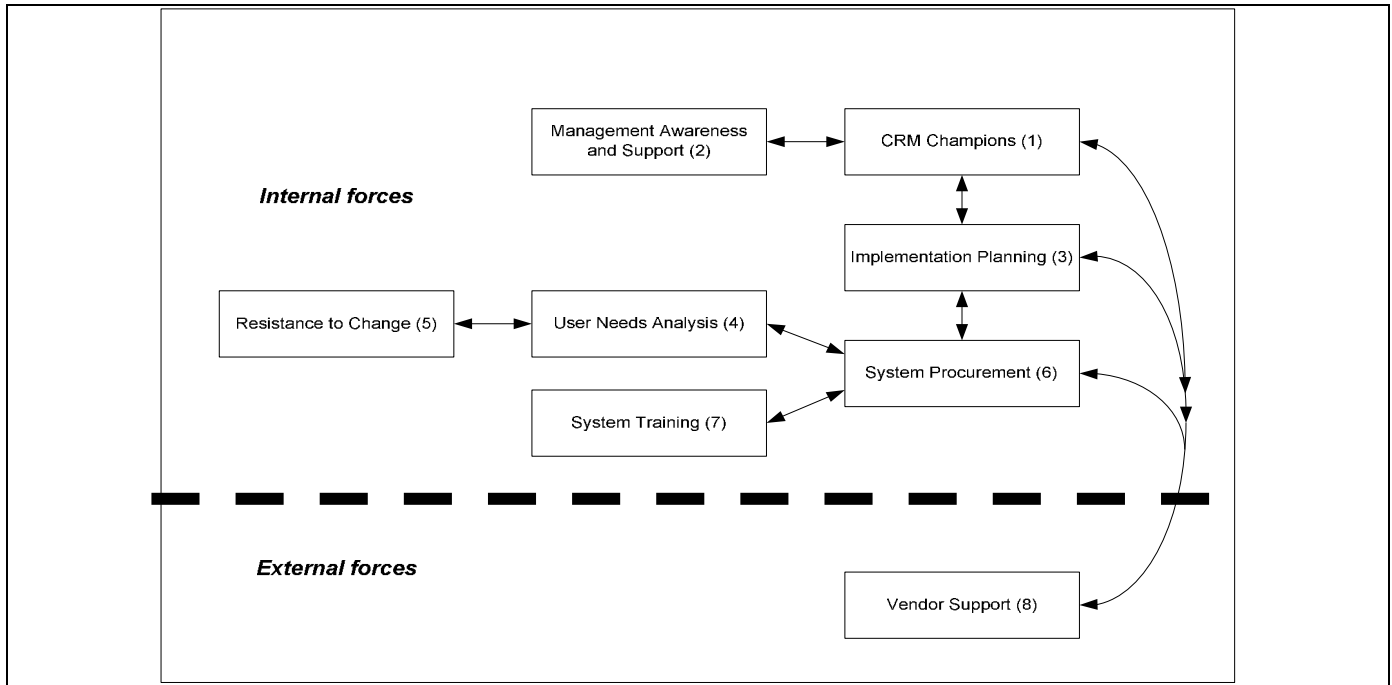 Management Awareness
and Support (2)
CRM Champions (1)
Internal forces
Implementation Planning (3)
Resistance to Change (5)
User Needs Analysis (4)
System Procurement (6)
System Training (7)
External forces
Vendor Support (8)